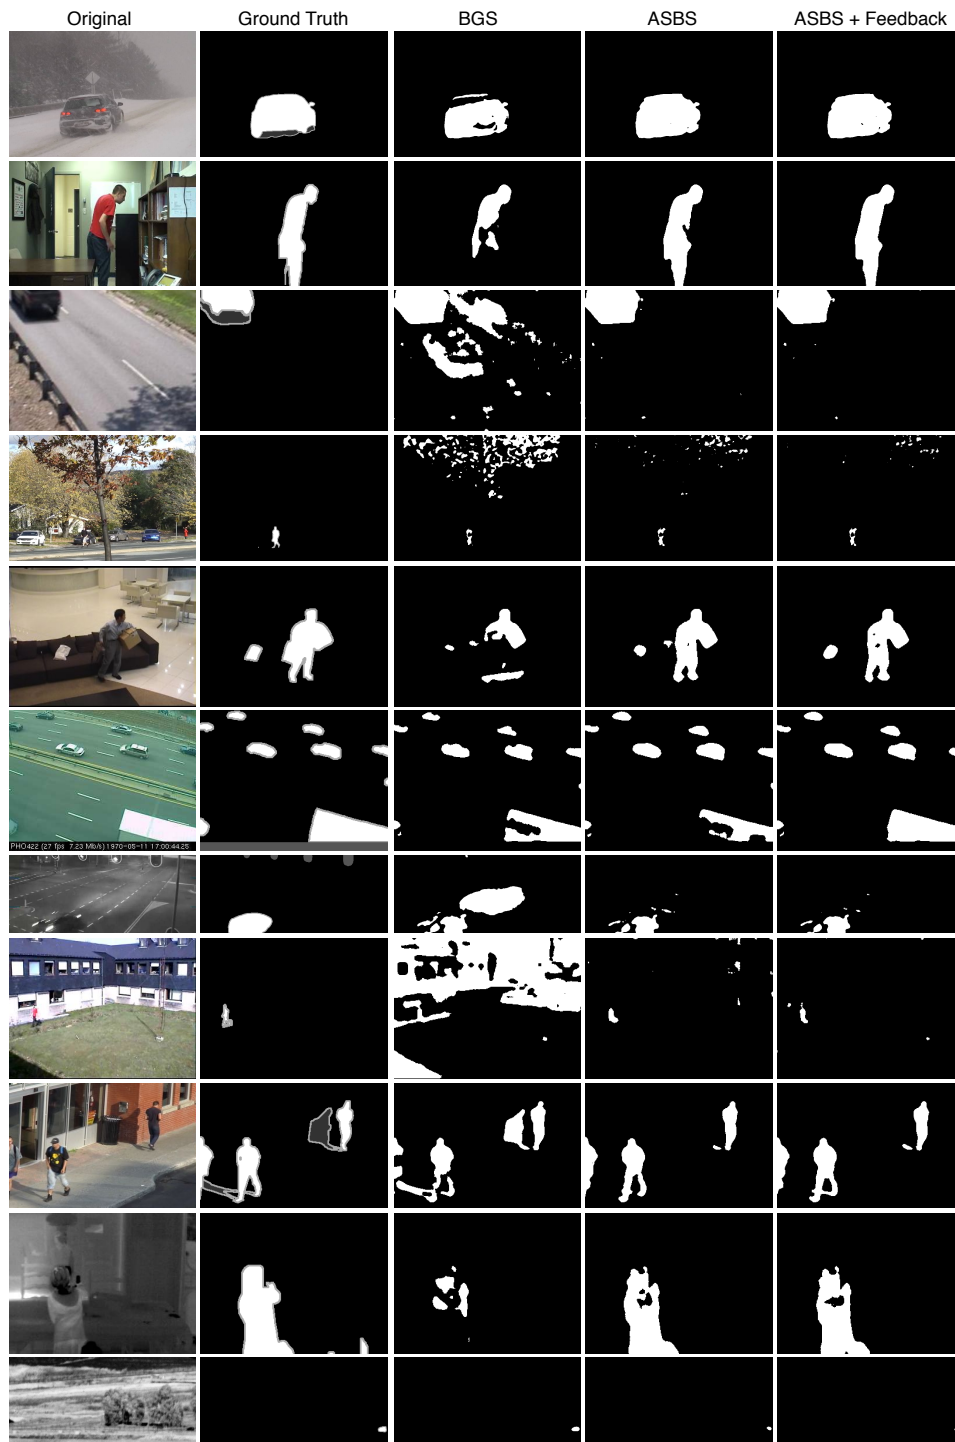 Original Ground Truth BGS ASBS ASBS + Feedback
PHO422 (27 fps 7.23 Mb/s) 1970-05-11 17:00:44.25